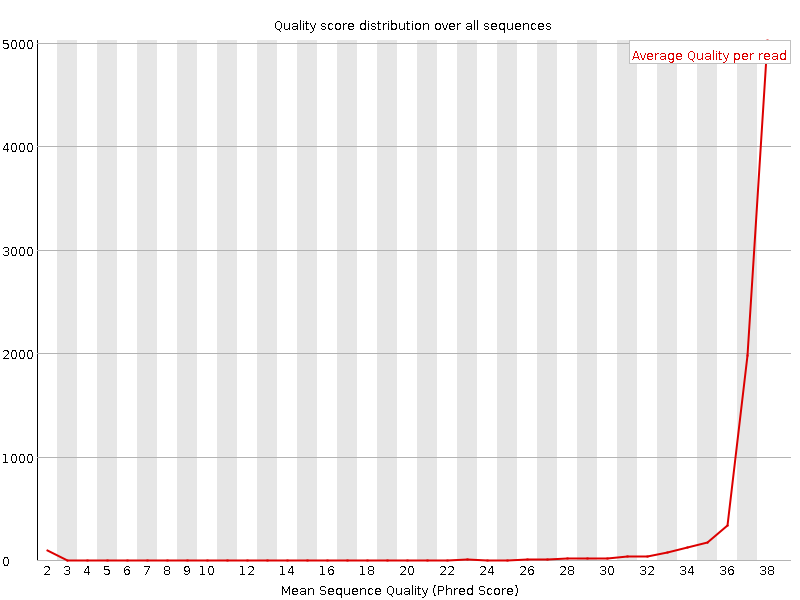 Quality score distribution over all sequences
Average Quality per read
5000
4000
3000
2000
1000
0
2 3 4 5 6 7 8 9 10 12 14 16 18 20 22 24 26 28 30 32 34 36 38
Mean Sequence Quality (Phred Score)